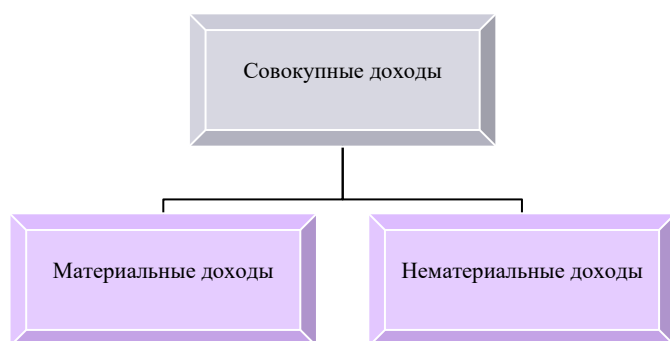 Совокупные доходы
Материальные доходы
Нематериальные доходы